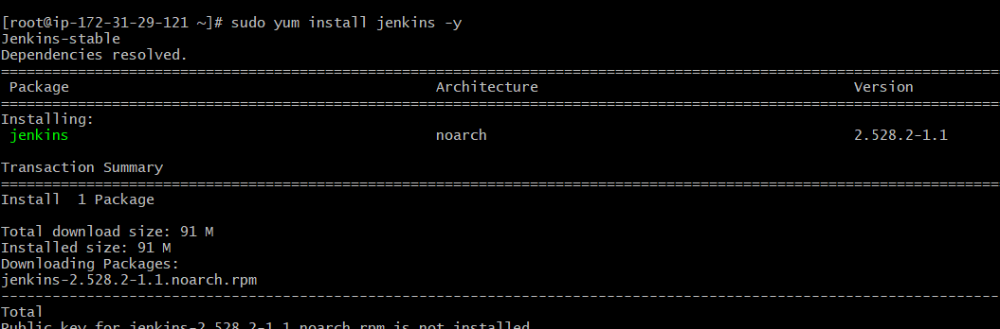 [root@ip-172-31-29-121 ~]# sudo yum install jenkins -y
Jenkins-stable
Dependencies resolved.
Package Architecture Version
Installing:
jenkins noarch 2.528.2-1.1
Transaction Summary
Install 1 Package
Total download size: 91 M
Installed size: 91 M
Downloading Packages:
jenkins-2.528.2-1.1.noarch.rpm
Total
Public key for jenkins-2.528.2-1.1.noarch.rpm is not installed